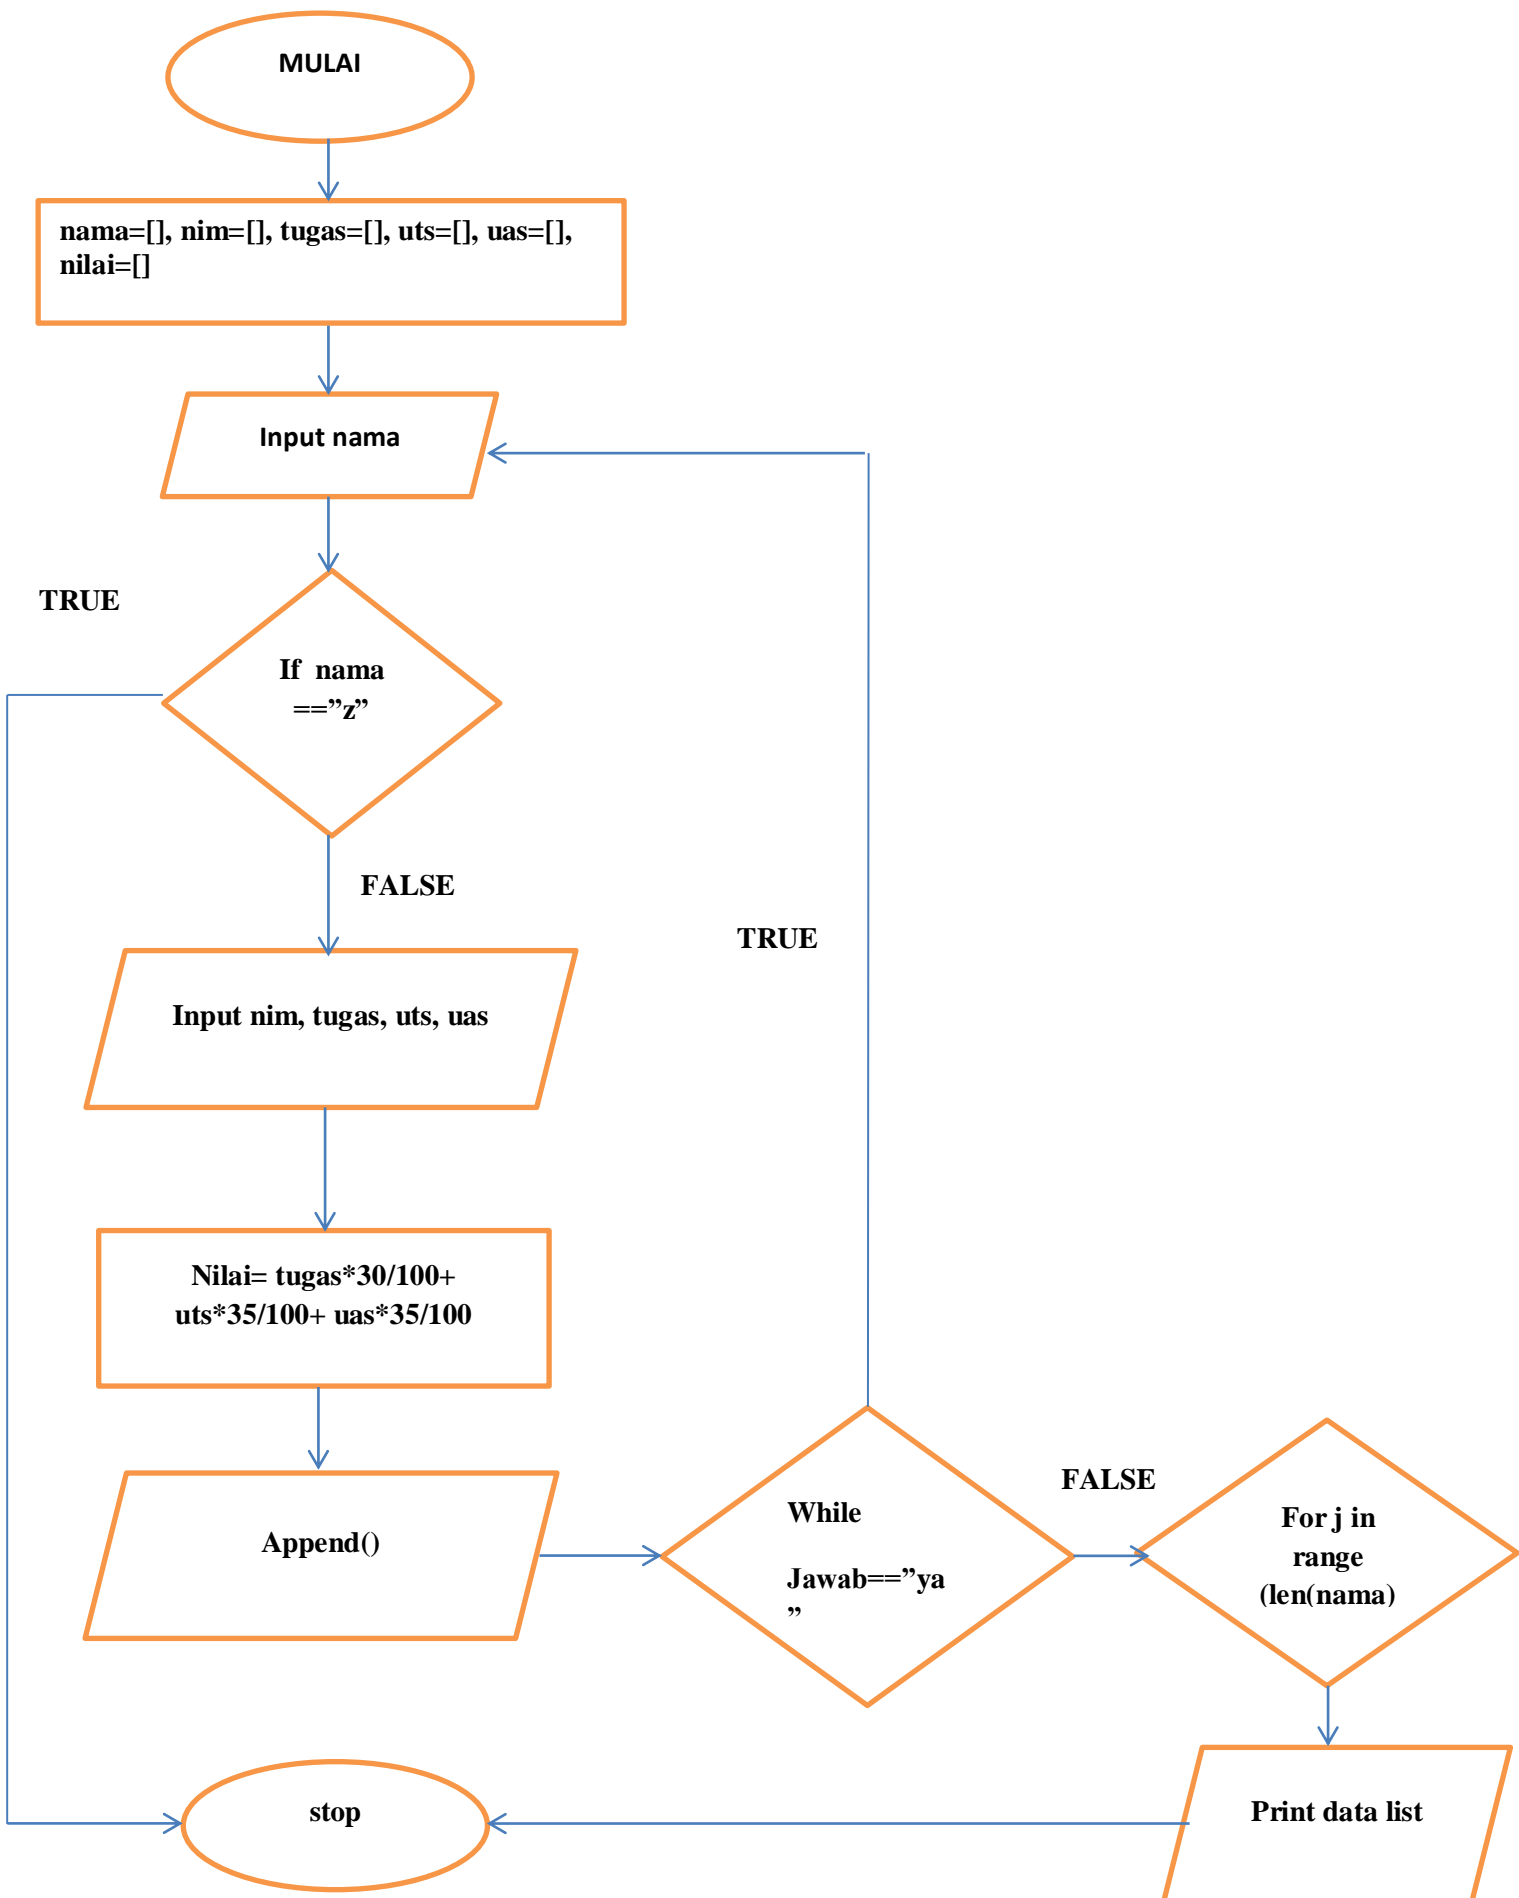 MULAI
nama=[], nim=[], tugas=[], uts=[], uas=[],
nilai=[]
Input nama
TRUE
If  nama
==”z”
FALSE
TRUE
Input nim, tugas, uts, uas
Nilai= tugas*30/100+
uts*35/100+ uas*35/100
Append()
While
Jawab==”ya
”
FALSE
For j in
range
(len(nama)
Print data list
stop